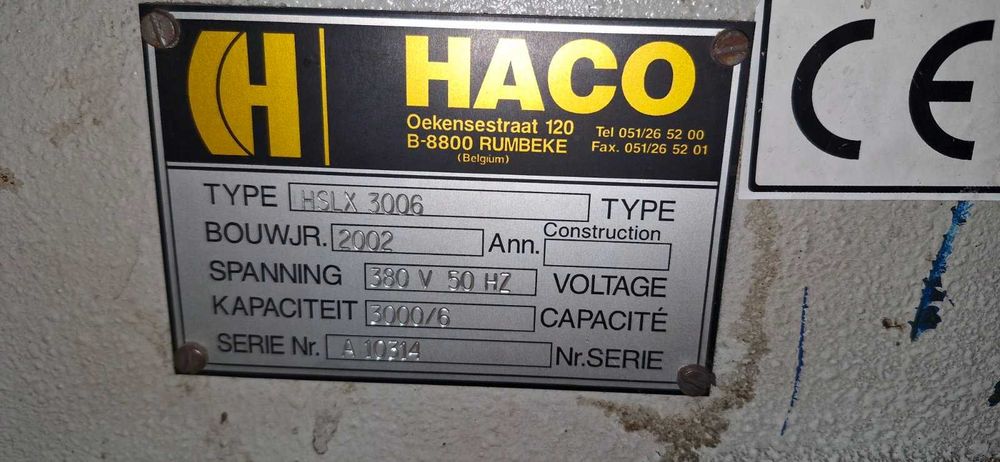 H HACO
Oekensestraat 120 Tel 051/26 52 00
B-8800 RUMBEKE Fax. 051/26 52 01
(Belgium)
TYPE HSLX 3006 TYPE
BOUWJR. 2002 Ann. Construction
SPANNING 380 V 50 HZ VOLTAGE
KAPACITEIT 3000/6 CAPACITÉ
SERIE Nr. A 10314 Nr.SERIE
CE